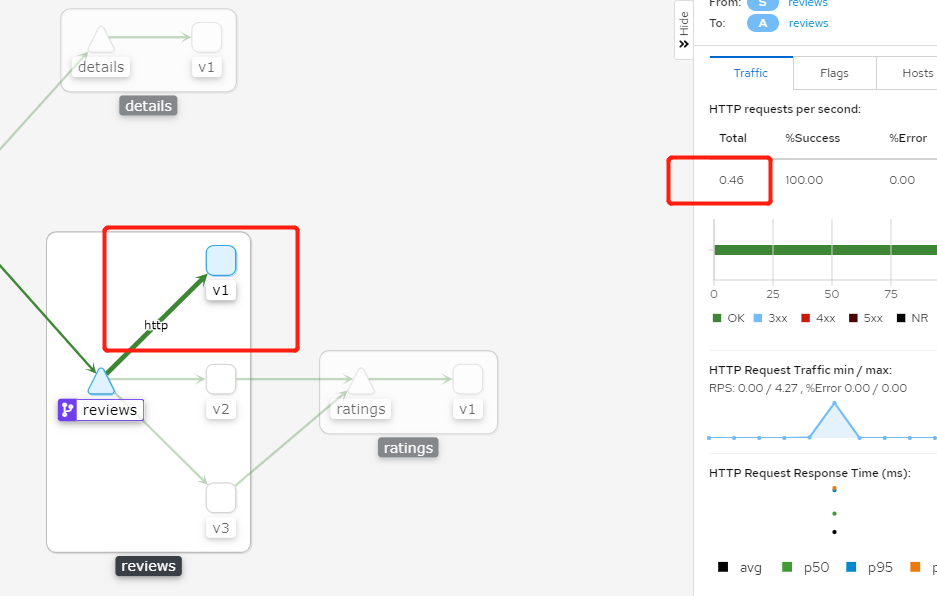 details
v1
details
http
v1
reviews
v2
v3
reviews
ratings
v1
ratings
Hide
From: S reviews
To: A reviews
Traffic Flags Hosts
HTTP requests per second:
Total %Success %Error
0.46 100.00 0.00
0 25 50 75
OK 3xx 4xx 5xx NR
HTTP Request Traffic min / max:
RPS: 0.00 / 4.27 , %Error 0.00 / 0.00
HTTP Request Response Time (ms):
avg p50 p95